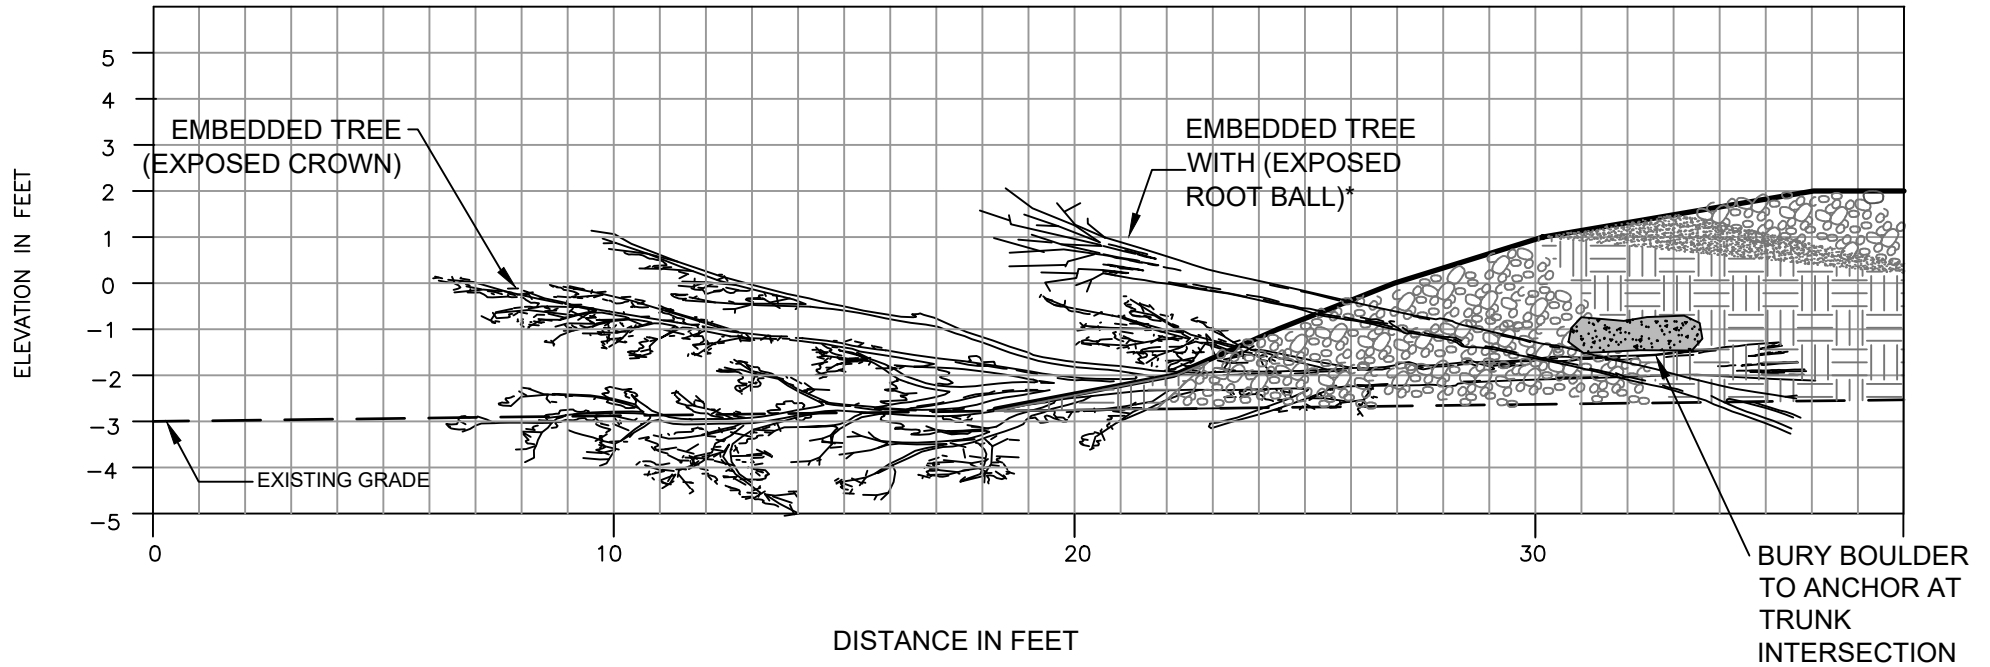 5
4
3
2
1
0
−1
−2
−3
−4
−5
ELEVATION IN FEET
EMBEDDED TREE
(EXPOSED CROWN)
EMBEDDED TREE
WITH (EXPOSED
ROOT BALL)*
EXISTING GRADE
0
10
20
30
BURY BOULDER
TO ANCHOR AT
TRUNK
INTERSECTION
DISTANCE IN FEET